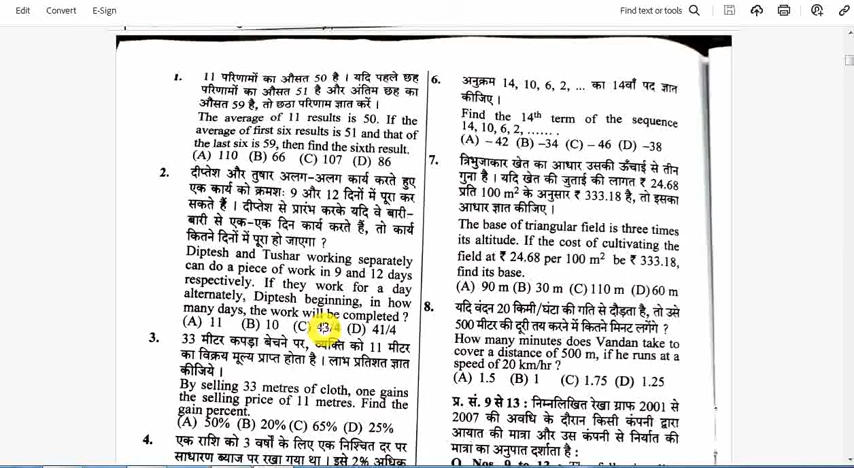 Edit Convert E-Sign
Find text or tools
1. 11 परिणामों का औसत 50 है । यदि पहले छह
परिणामों का औसत 51 है और अंतिम छह का
औसत 59 है, तो छठा परिणाम ज्ञात करें ।
The average of 11 results is 50. If the
average of first six results is 51 and that of
the last six is 59, then find the sixth result.
(A) 110 (B) 66 (C) 107 (D) 86
2. दीप्तेश और तुषार अलग-अलग कार्य करते हुए
एक कार्य को क्रमशः 9 और 12 दिनों में पूरा कर
सकते हैं । दीप्तेश से प्रारंभ करके यदि वे बारी-
बारी से एक-एक दिन कार्य करते हैं, तो कार्य
कितने दिनों में पूरा हो जाएगा ?
Diptesh and Tushar working separately
can do a piece of work in 9 and 12 days
respectively. If they work for a day
alternately, Diptesh beginning, in how
many days, the work will be completed ?
(A) 11 (B) 10 (C) 43/4 (D) 41/4
3. 33 मीटर कपड़ा बेचने पर, व्यक्ति को 11 मीटर
का विक्रय मूल्य प्राप्त होता है । लाभ प्रतिशत ज्ञात
कीजिये ।
By selling 33 metres of cloth, one gains
the selling price of 11 metres. Find the
gain percent.
(A) 50% (B) 20% (C) 65% (D) 25%
4. एक राशि को 3 वर्षों के लिए एक निश्चित दर पर
साधारण ब्याज पर रखा गया था । इसे 2% अधिक
6. अनुक्रम 14, 10, 6, 2, ... का 14वाँ पद ज्ञात
कीजिए ।
Find the 14th term of the sequence
14, 10, 6, 2, .......
(A) – 42 (B) –34 (C) – 46 (D) –38
7. त्रिभुजाकार खेत का आधार उसकी ऊँचाई से तीन
गुना है । यदि खेत की जुताई की लागत ₹ 24.68
प्रति 100 m² के अनुसार ₹ 333.18 है, तो इसका
आधार ज्ञात कीजिए ।
The base of triangular field is three times
its altitude. If the cost of cultivating the
field at ₹ 24.68 per 100 m² be ₹ 333.18,
find its base.
(A) 90 m (B) 30 m (C) 110 m (D) 60 m
8. यदि वंदन 20 किमी/घंटा की गति से दौड़ता है, तो उसे
500 मीटर की दूरी तय करने में कितने मिनट लगेंगे ?
How many minutes does Vandan take to
cover a distance of 500 m, if he runs at a
speed of 20 km/hr ?
(A) 1.5 (B) 1 (C) 1.75 (D) 1.25
प्र. सं. 9 से 13 : निम्नलिखित रेखा ग्राफ 2001 से
2007 की अवधि के दौरान किसी कंपनी द्वारा
आयात की मात्रा और उस कंपनी से निर्यात की
मात्रा का अनुपात दर्शाता है :